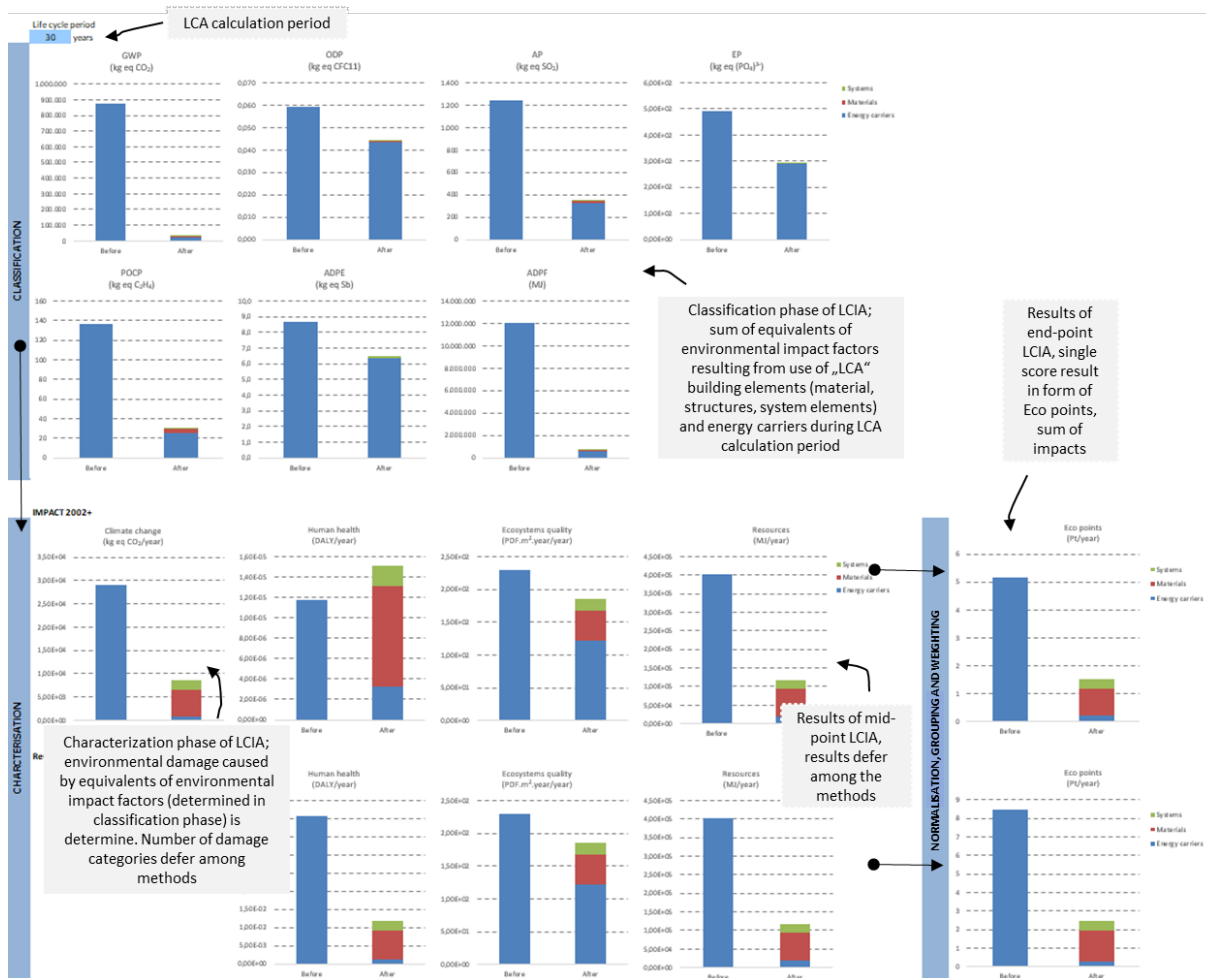 Life cycle period
30 years
LCA calculation period
CLASSIFICATION
GWP
(kg eq CO₂)
1.000.000
900.000
800.000
700.000
600.000
500.000
400.000
300.000
200.000
100.000
0
Before After
ODP
(kg eq CFC11)
0,070
0,060
0,050
0,040
0,030
0,020
0,010
0,000
Before After
AP
(kg eq SO₂)
1.400
1.200
1.000
800
600
400
200
0
Before After
EP
(kg eq (PO₄)³⁻)
6,00E+02
5,00E+02
4,00E+02
3,00E+02
2,00E+02
1,00E+02
0,00E+00
Before After
Systems
Materials
Energy carriers
POCP
(kg eq C₂H₄)
160
140
120
100
80
60
40
20
0
Before After
ADPE
(kg eq Sb)
10,0
9,0
8,0
7,0
6,0
5,0
4,0
3,0
2,0
1,0
0,0
Before After
ADPF
(MJ)
14.000.000
12.000.000
10.000.000
8.000.000
6.000.000
4.000.000
2.000.000
0
Before After
Classification phase of LCIA;
sum of equivalents of
environmental impact factors
resulting from use of „LCA“
building elements (material,
structures, system elements)
and energy carriers during LCA
calculation period
Results of
end-point
LCIA, single
score result
in form of
Eco points,
sum of
impacts
CHARCTERISATION
IMPACT 2002+
Climate change
(kg eq CO₂/year)
3,50E+04
3,00E+04
2,50E+04
2,00E+04
1,50E+04
1,00E+04
5,00E+03
0,00E+00
Human health
(DALY/year)
1,60E-05
1,40E-05
1,20E-05
1,00E-05
8,00E-06
6,00E-06
4,00E-06
2,00E-06
0,00E+00
Before After
Ecosystems quality
(PDF.m².year/year)
2,50E+02
2,00E+02
1,50E+02
1,00E+02
5,00E+01
0,00E+00
Before After
Resources
(MJ/year)
4,50E+05
4,00E+05
3,50E+05
3,00E+05
2,50E+05
2,00E+05
1,50E+05
1,00E+05
5,00E+04
0,00E+00
Before
Systems
Materials
Energy carriers
NORMALISATION, GROUPING AND WEIGHTING
Eco points
(Pt/year)
6
5
4
3
2
1
0
Before After
Systems
Materials
Energy carriers
Characterization phase of LCIA;
environmental damage caused
by equivalents of environmental
impact factors (determined in
classification phase) is
determine. Number of damage
categories defer among
methods
Results of mid-
point LCIA,
results defer
among the
methods
Human health
(DALY/year)
1,00E-02
5,00E-03
0,00E+00
Before After
Ecosystems quality
(PDF.m².year/year)
2,50E+02
2,00E+02
1,50E+02
1,00E+02
5,00E+01
0,00E+00
Before After
Resources
(MJ/year)
4,50E+05
4,00E+05
3,50E+05
3,00E+05
2,50E+05
2,00E+05
1,50E+05
1,00E+05
5,00E+04
0,00E+00
Before After
Eco points
(Pt/year)
9
8
7
6
5
4
3
2
1
0
Before After
Systems
Materials
Energy carriers